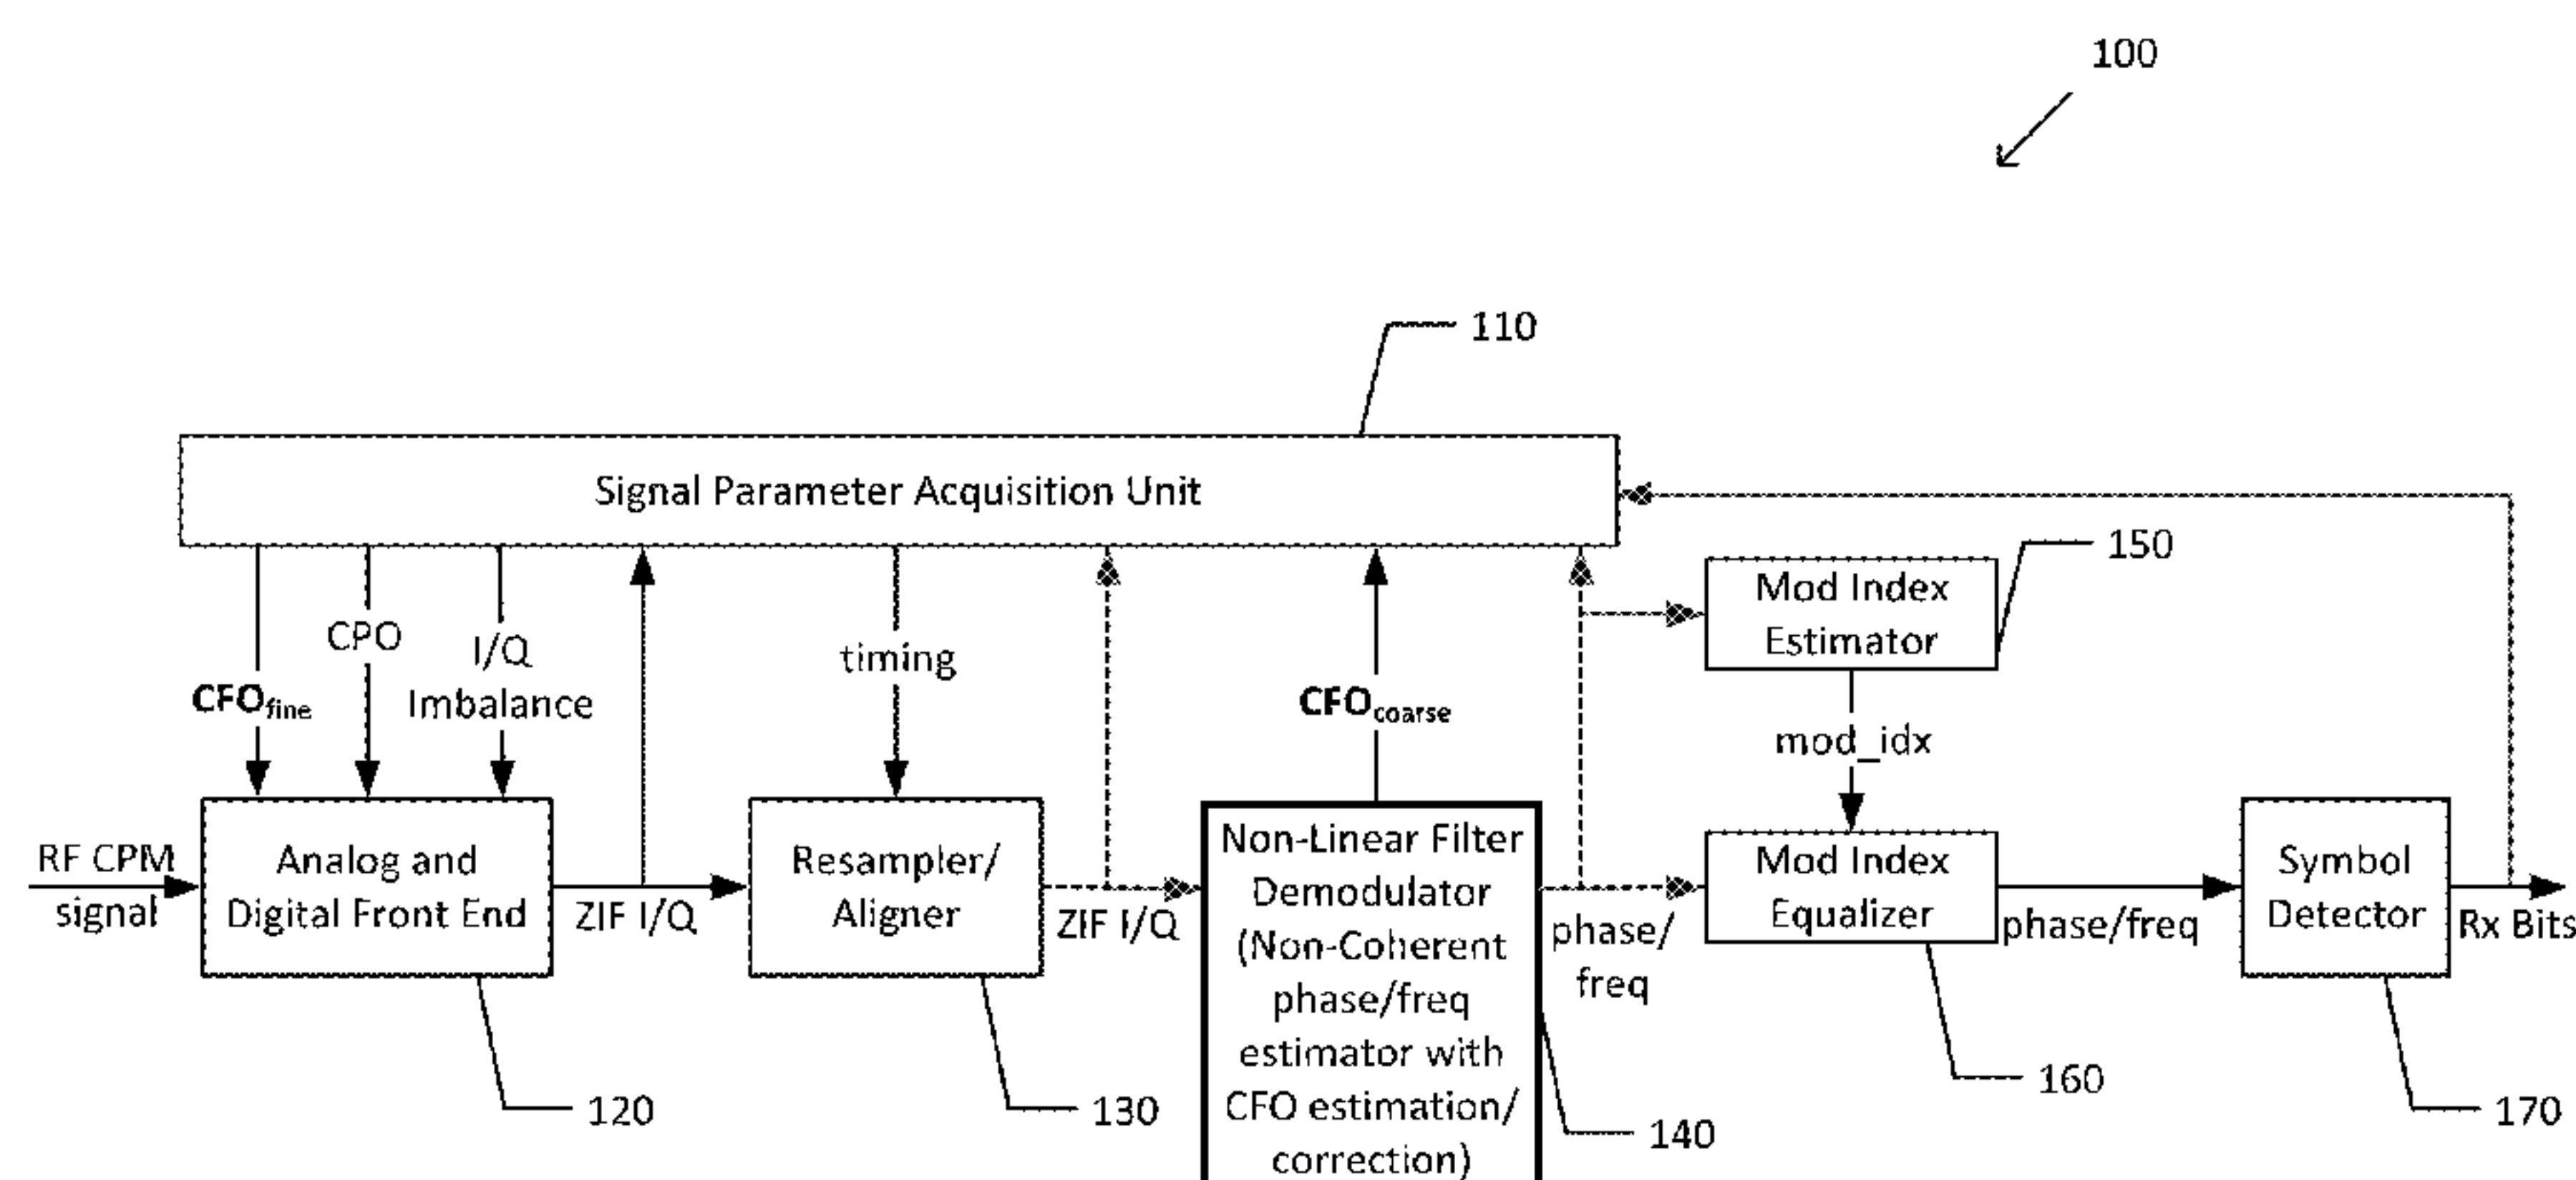 100
110
Signal Parameter Acquisition Unit
150
Mod Index
Estimator
CPO
I/Q
Imbalance
CFOfine
timing
CFOcoarse
mod_idx
RF CPM
signal
Analog and
Digital Front End
ZIF I/Q
Resampler/
Aligner
ZIF I/Q
Non-Linear Filter
Demodulator
(Non-Coherent
phase/freq
estimator with
CFO estimation/
correction)
phase/
freq
Mod Index
Equalizer
phase/freq
Symbol
Detector
Rx Bits
120
130
140
160
170